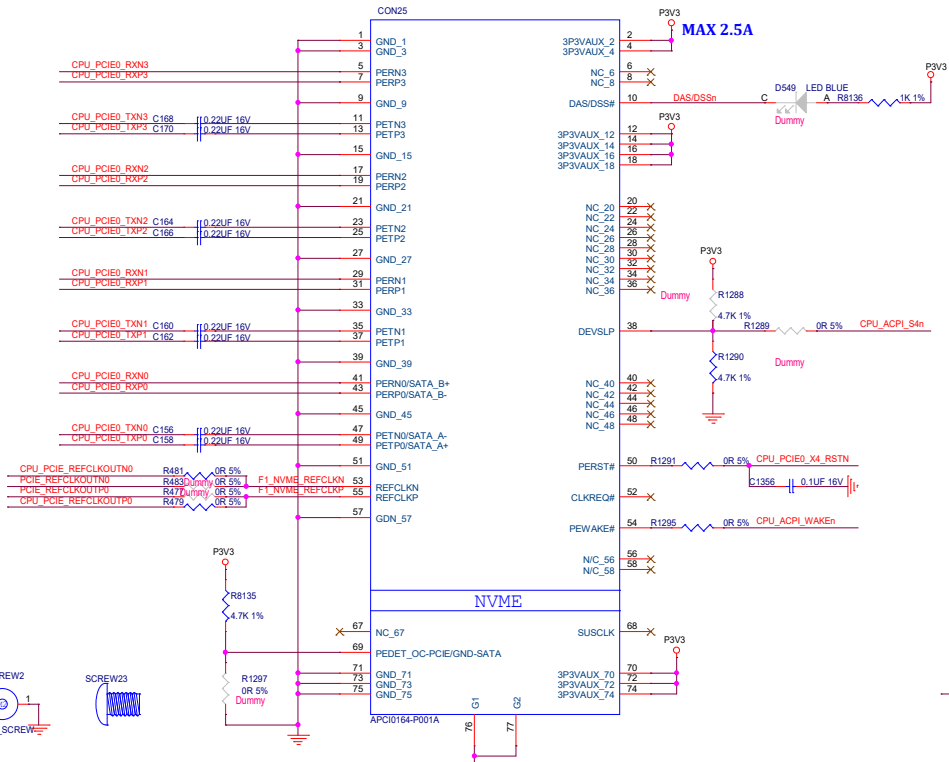 CON25
P3V3
MAX 2.5A
1 GND_1 3P3VAUX_2 2
3 GND_3 3P3VAUX_4 4
CPU_PCIE0_RXN3 5 PERN3 NC_6 6
CPU_PCIE0_RXP3 7 PERP3 NC_8 8
P3V3
D549 LED BLUE
9 GND_9 DAS/DSS# 10 DAS/DSSn C A R8136 1K 1%
Dummy
P3V3
CPU_PCIE0_TXN3 C168 0.22UF 16V 11 PETN3 3P3VAUX_12 12
CPU_PCIE0_TXP3 C170 0.22UF 16V 13 PETP3 3P3VAUX_14 14
15 GND_15 3P3VAUX_16 16
3P3VAUX_18 18
CPU_PCIE0_RXN2 17 PERN2
CPU_PCIE0_RXP2 19 PERP2
21 GND_21 NC_20 20
NC_22 22
CPU_PCIE0_TXN2 C164 0.22UF 16V 23 PETN2 NC_24 24
CPU_PCIE0_TXP2 C166 0.22UF 16V 25 PETP2 NC_26 26
NC_28 28
27 GND_27 NC_30 30
NC_32 32
CPU_PCIE0_RXN1 29 PERN1 NC_34 34
CPU_PCIE0_RXP1 31 PERP1 NC_36 36
P3V3
Dummy R1288
4.7K 1%
33 GND_33
CPU_PCIE0_TXN1 C160 0.22UF 16V 35 PETN1 DEVSLP 38 R1289 0R 5% CPU_ACPI_S4n
CPU_PCIE0_TXP1 C162 0.22UF 16V 37 PETP1
R1290
4.7K 1%
Dummy
39 GND_39
CPU_PCIE0_RXN0 41 PERN0/SATA_B+ NC_40 40
CPU_PCIE0_RXP0 43 PERP0/SATA_B- NC_42 42
NC_44 44
45 GND_45 NC_46 46
NC_48 48
CPU_PCIE0_TXN0 C156 0.22UF 16V 47 PETN0/SATA_A-
CPU_PCIE0_TXP0 C158 0.22UF 16V 49 PETP0/SATA_A+
51 GND_51 PERST# 50 R1291 0R 5% CPU_PCIE0_X4_RSTN
C1356 0.1UF 16V
CPU_PCIE_REFCLKOUTN0 R481 0R 5%
PCIE_REFCLKOUTN0 R483 Dummy 0R 5% F1_NVME_REFCLKN 53 REFCLKN
PCIE_REFCLKOUTP0 R477 Dummy 0R 5% F1_NVME_REFCLKP 55 REFCLKP CLKREQ# 52
CPU_PCIE_REFCLKOUTP0 R479 0R 5%
57 GDN_57 PEWAKE# 54 R1295 0R 5% CPU_ACPI_WAKEn
N/C_56 56
N/C_58 58
P3V3
R8135
4.7K 1%
NVME
67 NC_67 SUSCLK 68
P3V3
69 PEDET_OC-PCIE/GND-SATA
71 GND_71 3P3VAUX_70 70
73 GND_73 3P3VAUX_72 72
75 GND_75 3P3VAUX_74 74
R1297
0R 5%
Dummy
REW2
1
_SCREW
SCREW23
APCI0164-P001A
G1
G2
76
77